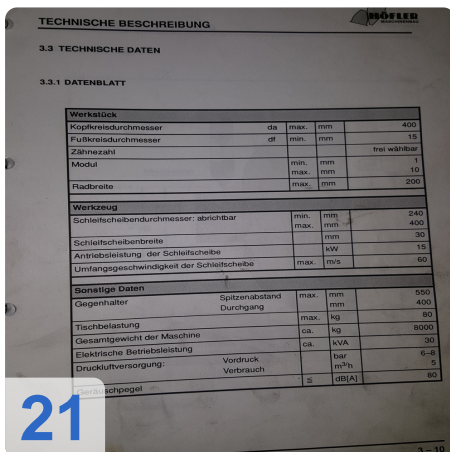 TECHNISCHE BESCHREIBUNG
HÖFLER
MASCHINENBAU
3.3 TECHNISCHE DATEN
3.3.1 DATENBLATT
Werkstück
Kopfkreisdurchmesser da max. mm 400
Fußkreisdurchmesser df min. mm 15
Zähnezahl frei wählbar
Modul min. mm 1
max. mm 10
Radbreite max. mm 200
Werkzeug
Schleifscheibendurchmesser: abrichtbar min. mm 240
max. mm 400
Schleifscheibenbreite mm 30
Antriebsleistung der Schleifscheibe kW 15
Umfangsgeschwindigkeit der Schleifscheibe max. m/s 60
Sonstige Daten
Gegenhalter Spitzenabstand max. mm 550
Durchgang mm 400
Tischbelastung max. kg 80
Gesamtgewicht der Maschine ca. kg 8000
Elektrische Betriebsleistung ca. kVA 30
Druckluftversorgung: Vordruck bar 6–8
Verbrauch m³/h 5
Geräuschpegel ≤ dB[A] 80
21
3 – 10